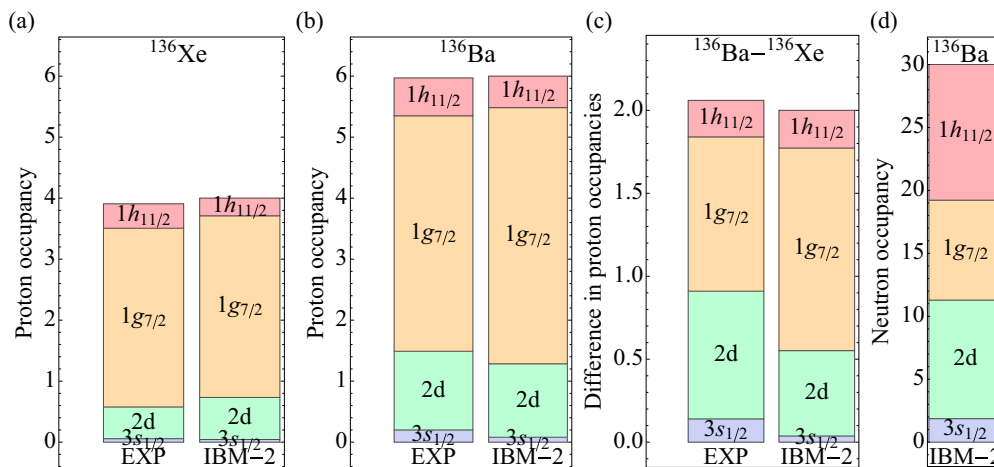 (a)
¹³⁶Xe
Proton occupancy
6
5
4
3
2
1
0
1h₁₁/₂
1g₇/₂
2d
3s₁/₂
EXP
1h₁₁/₂
1g₇/₂
2d
3s₁/₂
IBM−2
(b)
¹³⁶Ba
Proton occupancy
6
5
4
3
2
1
0
1h₁₁/₂
1g₇/₂
2d
3s₁/₂
EXP
1h₁₁/₂
1g₇/₂
2d
3s₁/₂
IBM−2
(c)
¹³⁶Ba−¹³⁶Xe
Difference in proton occupancies
2.0
1.5
1.0
0.5
0.0
1h₁₁/₂
1g₇/₂
2d
3s₁/₂
EXP
1h₁₁/₂
1g₇/₂
2d
3s₁/₂
IBM−2
(d)
¹³⁶Ba
Neutron occupancy
30
25
20
15
10
5
0
1h₁₁/₂
1g₇/₂
2d
3s₁/₂
IBM−2